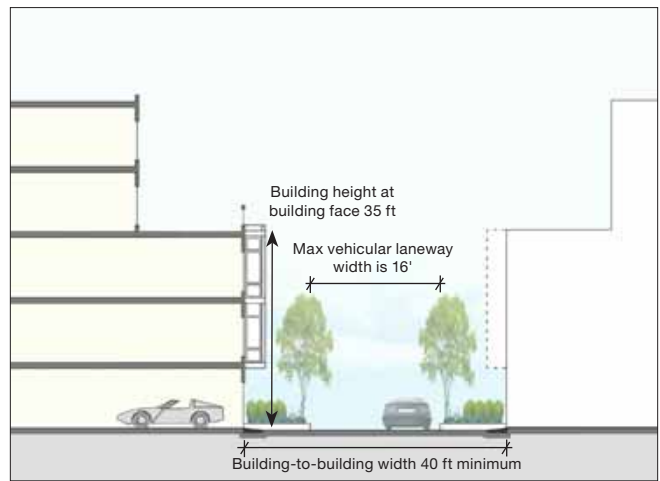 Building height at
building face 35 ft
Max vehicular laneway
width is 16'
Building-to-building width 40 ft minimum